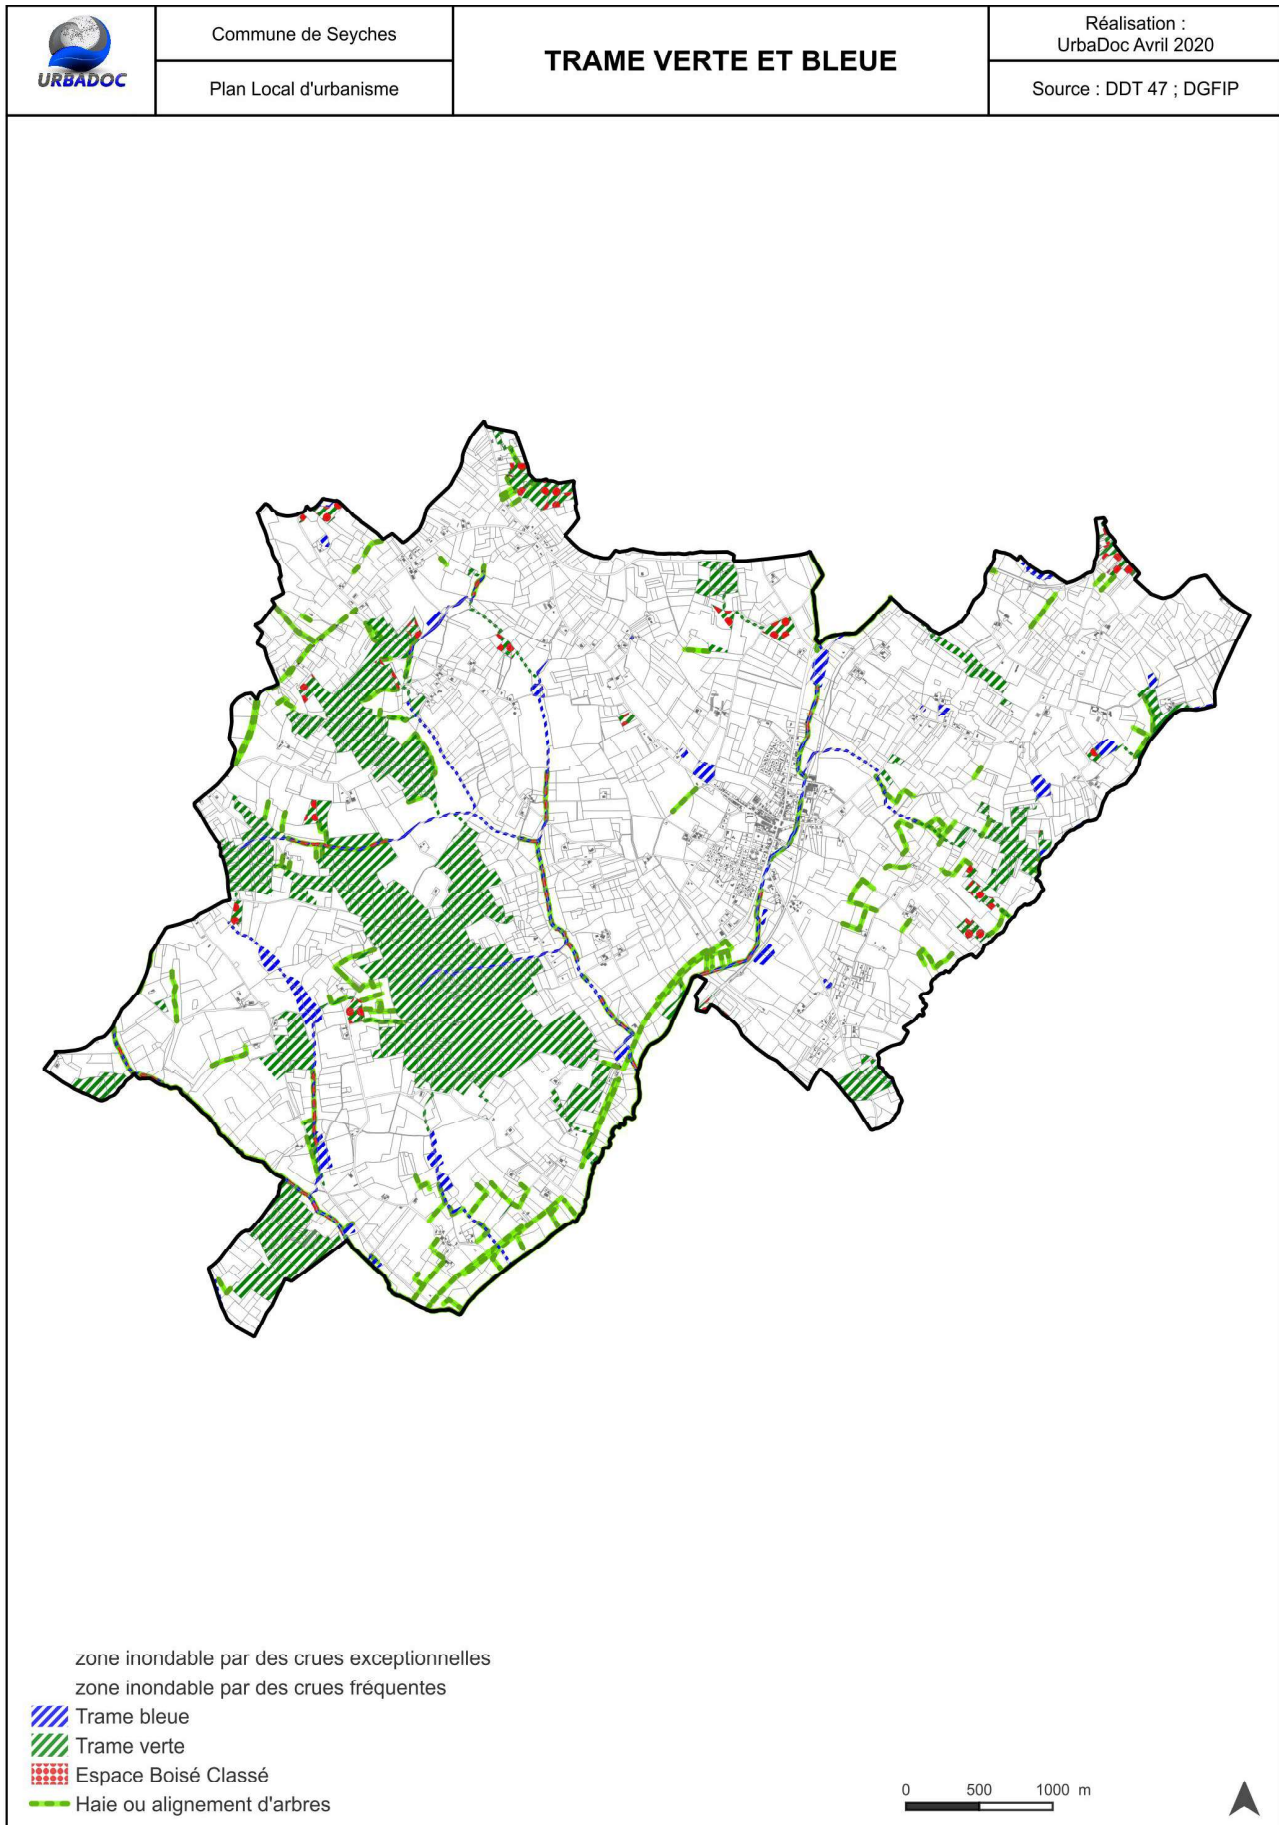 URBADOC
Commune de Seyches
Plan Local d'urbanisme
TRAME VERTE ET BLEUE
Réalisation :
UrbaDoc Avril 2020
Source : DDT 47 ; DGFIP
zone inondable par des crues exceptionnelles
zone inondable par des crues fréquentes
Trame bleue
Trame verte
Espace Boisé Classé
Haie ou alignement d'arbres
0 500 1000 m